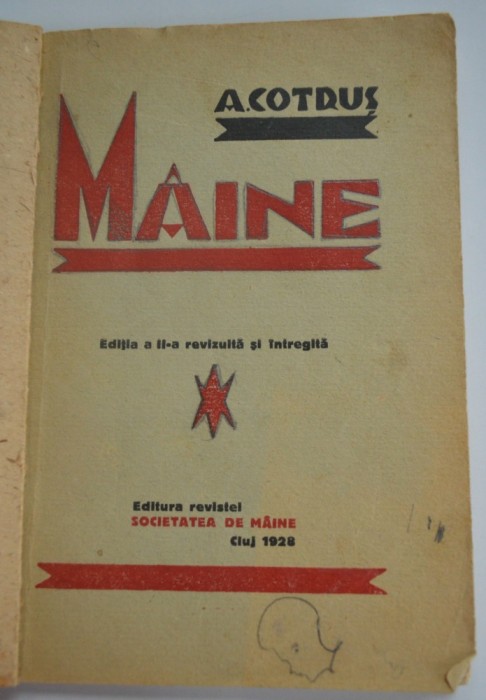 A. COTRUȘ
MÂINE
Ediția a II-a revizuită și întregită
Editura revistei
SOCIETATEA DE MÂINE
Cluj 1928